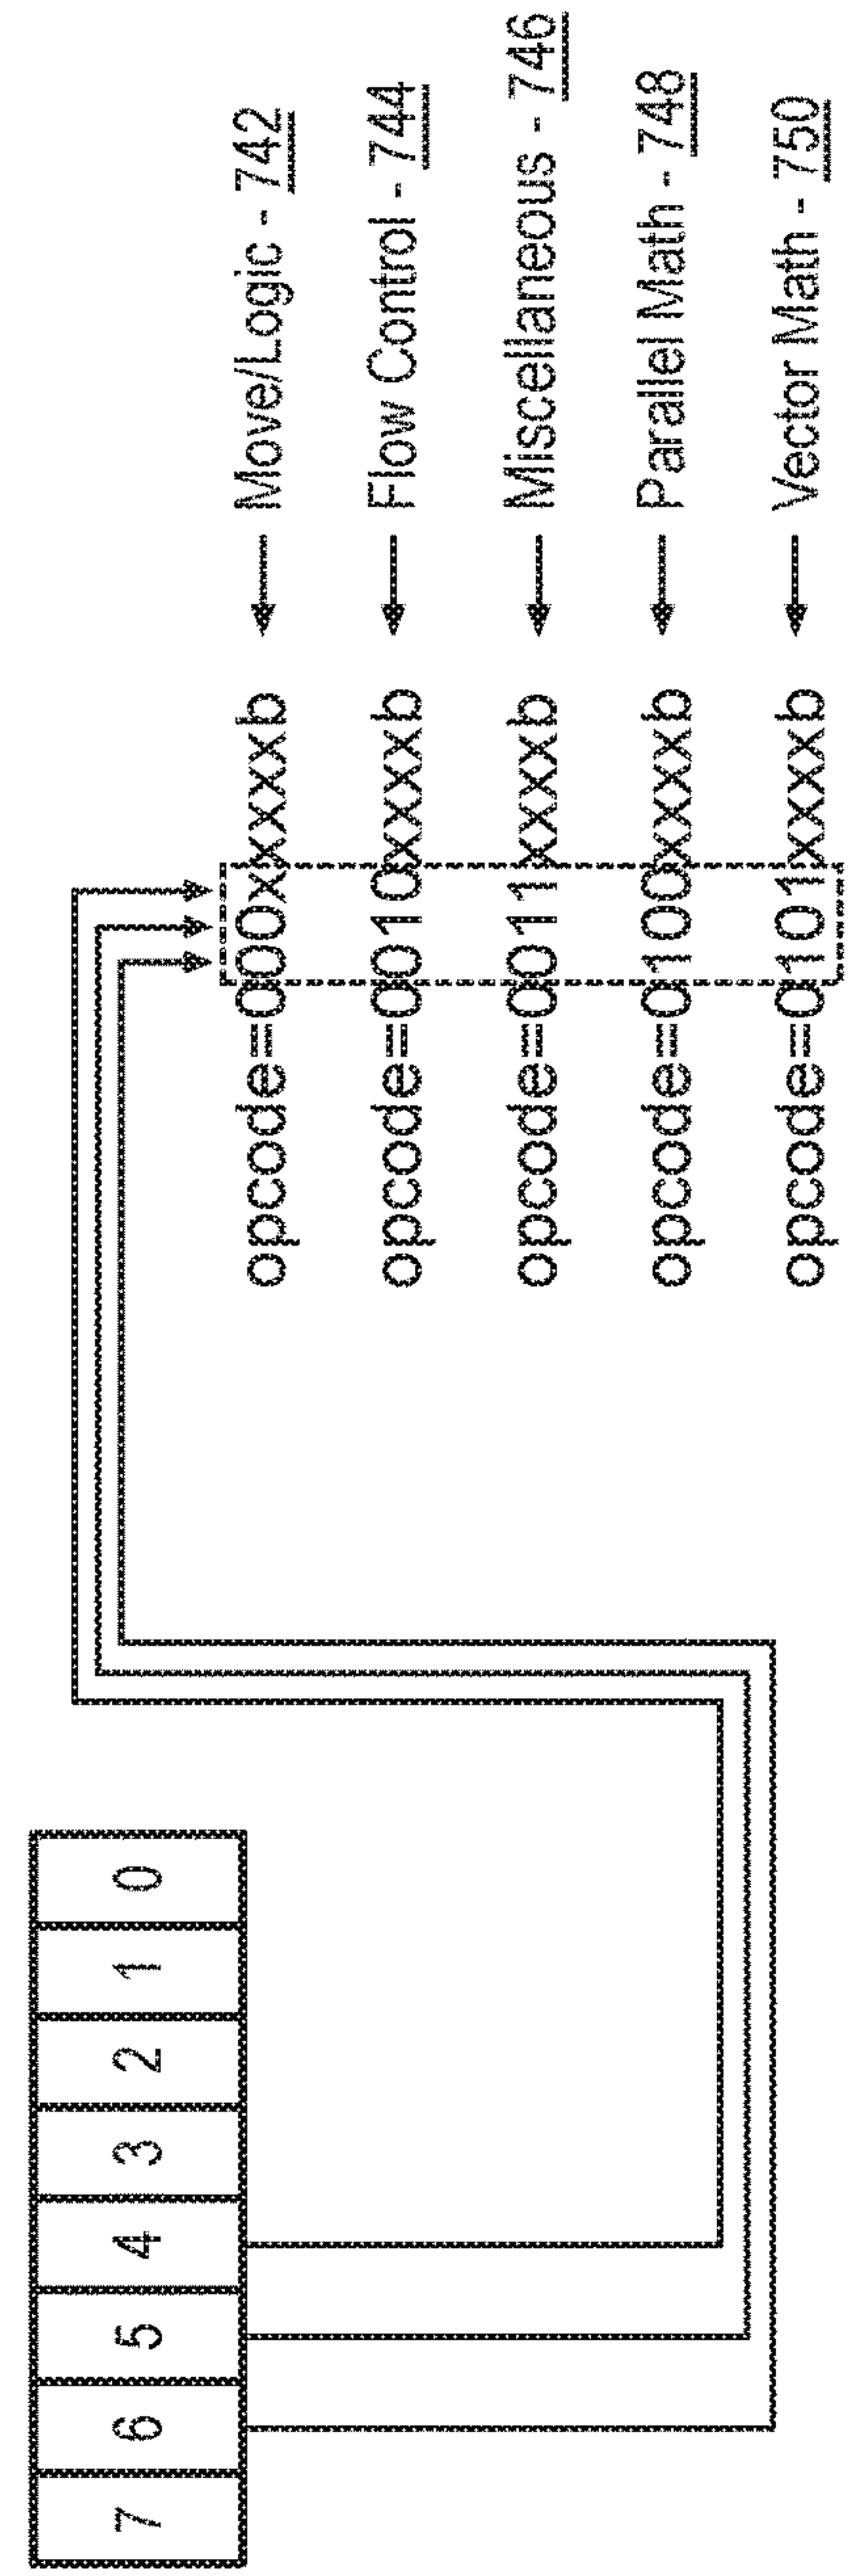 7 6 5 4 3 2 1 0
opcode=000xxxxxb ← Move/Logic - 742
opcode=0010xxxxb ← Flow Control - 744
opcode=0011xxxxb ← Miscellaneous - 746
opcode=0100xxxxb ← Parallel Math - 748
opcode=0101xxxxb ← Vector Math - 750